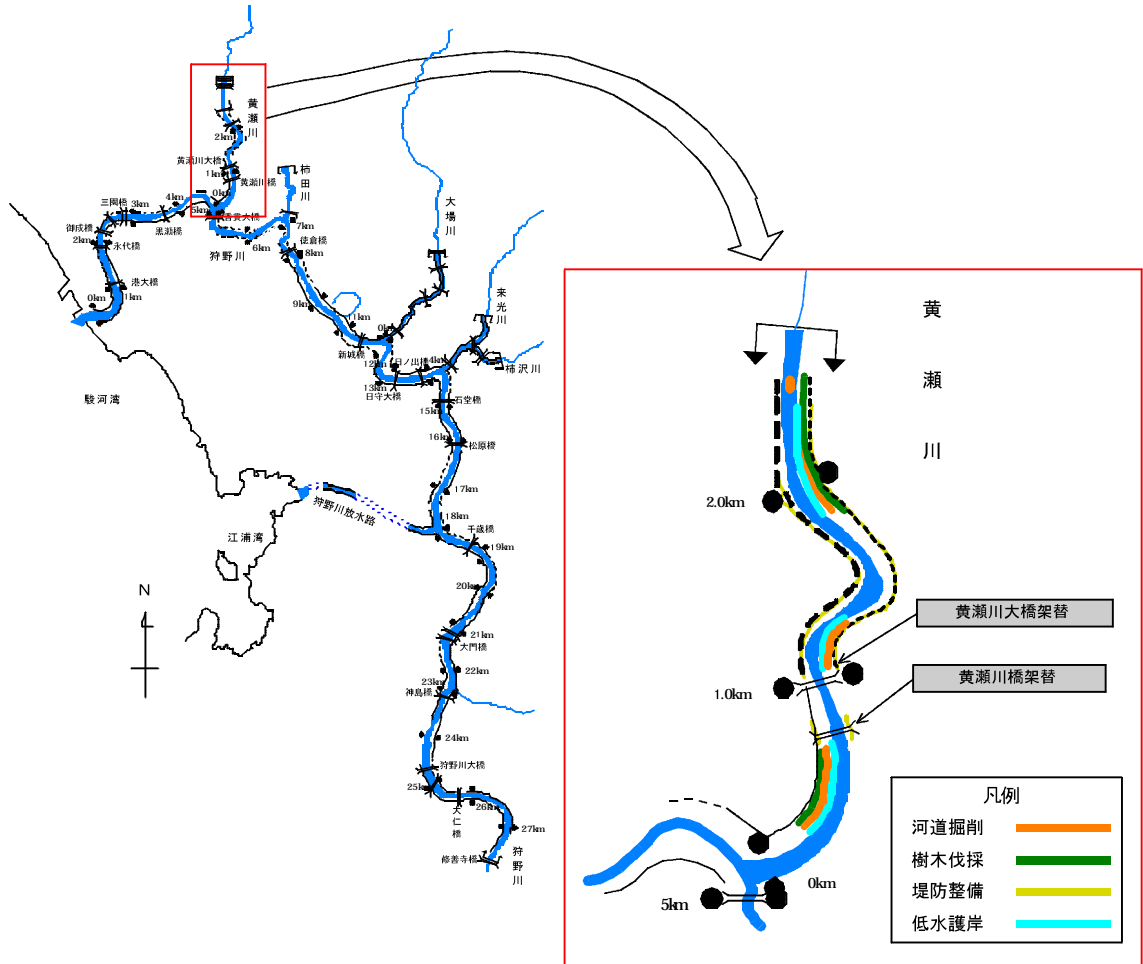 黄瀬川
2km
黄瀬川大橋
1km
黄瀬川橋
0km
柿田川
大場川
来光川
柿沢川
三園橋
3km
4km
黒瀬橋
5km
香貫大橋
御成橋
2km
永代橋
港大橋
0km
1km
6km
狩野川
7km
徳倉橋
8km
9km
11km
新城橋
0km
12km
日ノ出橋
4km
13km
日守大橋
石堂橋
15km
16km
松原橋
17km
18km
狩野川放水路
千歳橋
19km
駿河湾
江浦湾
N
20km
21km
大門橋
22km
23km
神島橋
24km
狩野川大橋
25km
大仁橋
26km
27km
修善寺橋
狩野川
黄瀬川
2.0km
黄瀬川大橋架替
1.0km
黄瀬川橋架替
0km
5km
凡例
河道掘削
樹木伐採
堤防整備
低水護岸